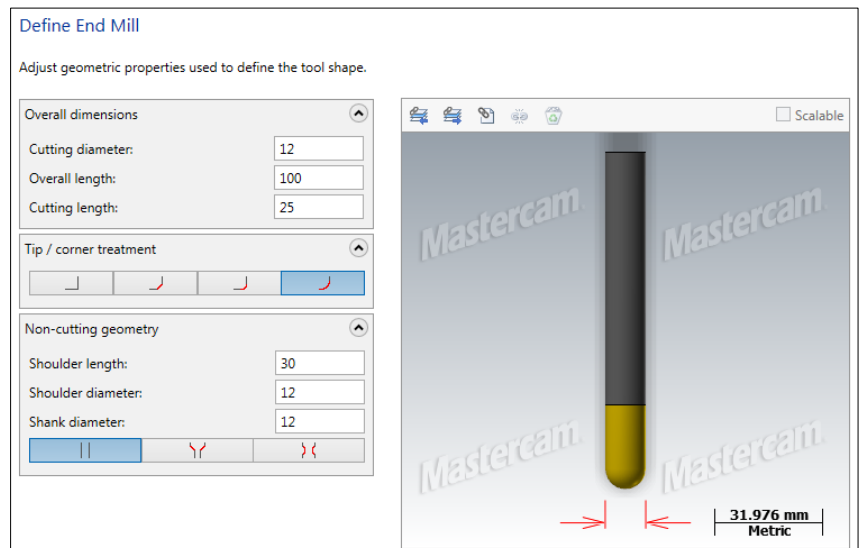 Define End Mill
Adjust geometric properties used to define the tool shape.
Overall dimensions
Cutting diameter: 12
Overall length: 100
Cutting length: 25
Tip / corner treatment
Non-cutting geometry
Shoulder length: 30
Shoulder diameter: 12
Shank diameter: 12
Scalable
Mastercam
Mastercam
Mastercam
Mastercam
31.976 mm
Metric